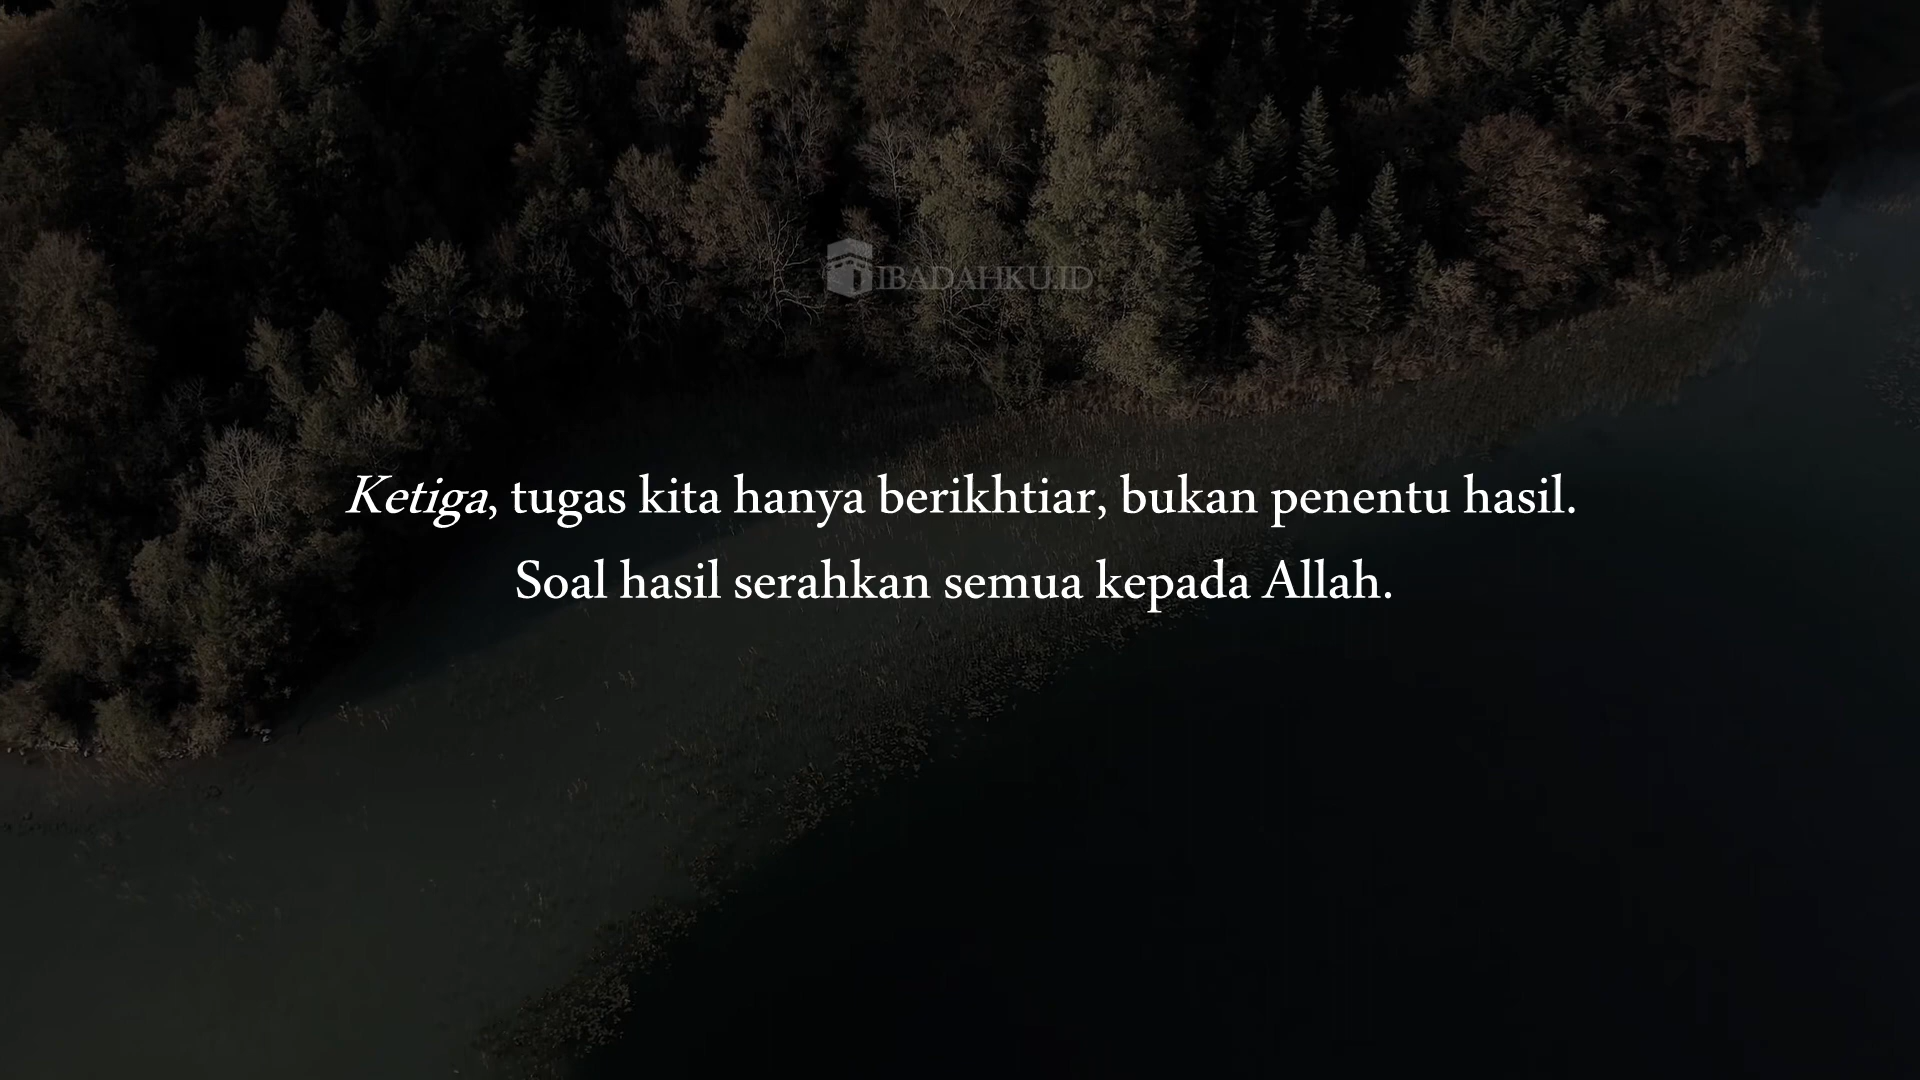 IBADAHKU.ID
Ketiga, tugas kita hanya berikhtiar, bukan penentu hasil.
Soal hasil serahkan semua kepada Allah.